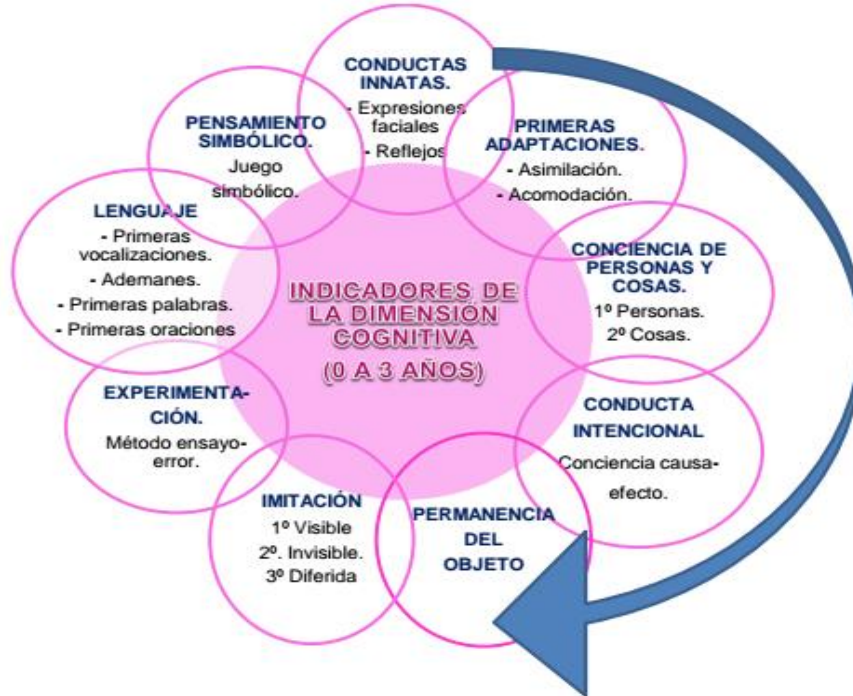 CONDUCTAS
INNATAS.
- Expresiones
faciales
- Reflejos
PRIMERAS
ADAPTACIONES.
- Asimilación.
- Acomodación.
CONCIENCIA DE
PERSONAS Y
COSAS.
1º Personas.
2º Cosas.
CONDUCTA
INTENCIONAL
Conciencia causa-
efecto.
PERMANENCIA
DEL
OBJETO
IMITACIÓN
1º Visible
2º. Invisible.
3º Diferida
EXPERIMENTA-
CIÓN.
Método ensayo-
error.
LENGUAJE
- Primeras
vocalizaciones.
- Ademanes.
- Primeras palabras.
- Primeras oraciones
PENSAMIENTO
SIMBÓLICO.
Juego
simbólico.
INDICADORES DE
LA DIMENSIÓN
COGNITIVA
(0 A 3 AÑOS)